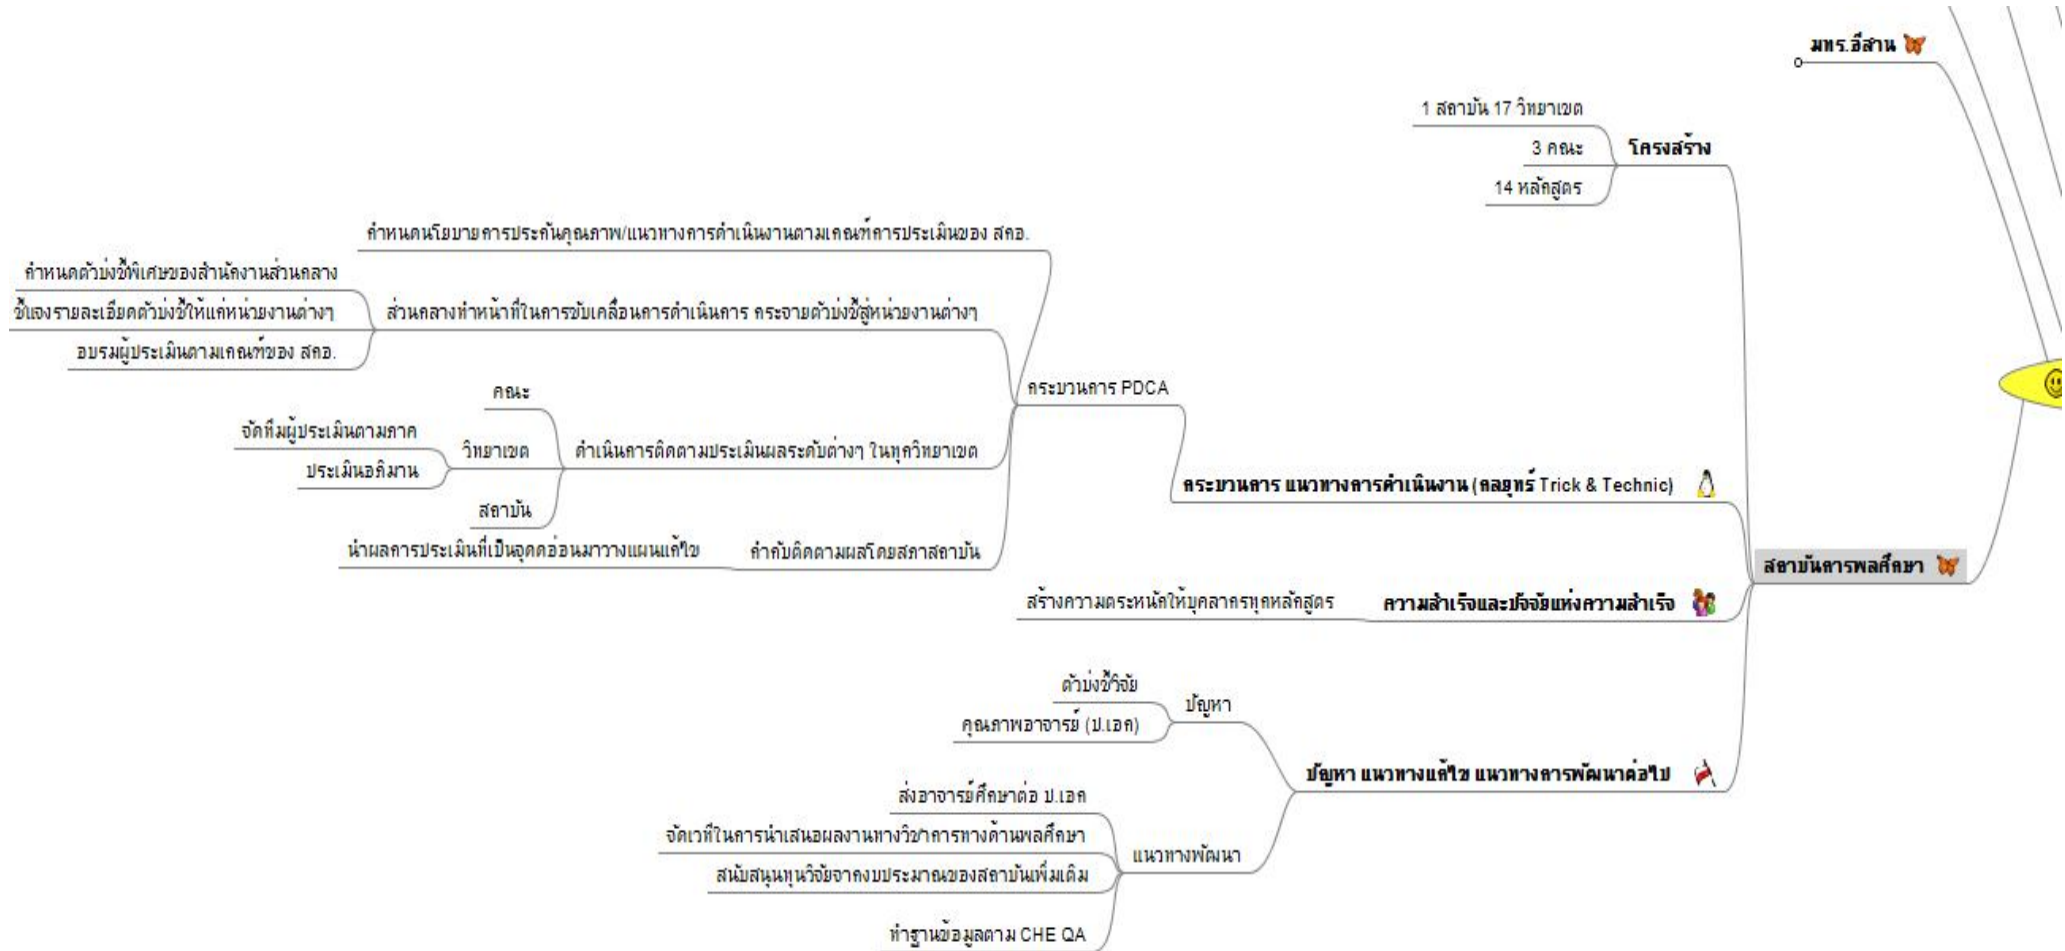 มทร.อีสาน
1 สถาบัน 17 วิทยาเขต
3 คณะ
โครงสร้าง
14 หลักสูตร
กำหนดนโยบายการประกันคุณภาพ/แนวทางการดำเนินงานตามเกณฑ์การประเมินของ สกอ.
กำหนดตัวบ่งชี้พิเศษของสำนักงานส่วนกลาง
ชี้แจงรายละเอียดตัวบ่งชี้ให้แก่หน่วยงานต่างๆ
ส่วนกลางทำหน้าที่ในการขับเคลื่อนการดำเนินการ กระจายตัวบ่งชี้สู่หน่วยงานต่างๆ
อบรมผู้ประเมินตามเกณฑ์ของ สกอ.
กระบวนการ PDCA
คณะ
จัดทีมผู้ประเมินตามภาค
วิทยาเขต
ดำเนินการติดตามประเมินผลระดับต่างๆ ในทุกวิทยาเขต
ประเมินอภิมาน
กระบวนการ แนวทางการดำเนินงาน (กลยุทธ์ Trick & Technic)
สถาบัน
นำผลการประเมินที่เป็นจุดดอ่อนมาวางแผนแก้ไข
กำกับติดตามผลโดยสภาสถาบัน
สถาบันการพลศึกษา
สร้างความตระหนักให้บุคลากรทุกหลักสูตร
ความสำเร็จและปัจจัยแห่งความสำเร็จ
ตัวบ่งชี้วิจัย
ปัญหา
คุณภาพอาจารย์ (ป.เอก)
ปัญหา แนวทางแก้ไข แนวทางการพัฒนาต่อไป
ส่งอาจารย์ศึกษาต่อ ป.เอก
จัดเวทีในการนำเสนอผลงานทางวิชาการทางด้านพลศึกษา
แนวทางพัฒนา
สนับสนุนทุนวิจัยจากงบประมาณของสถาบันเพิ่มเติม
ทำฐานข้อมูลตาม CHE QA